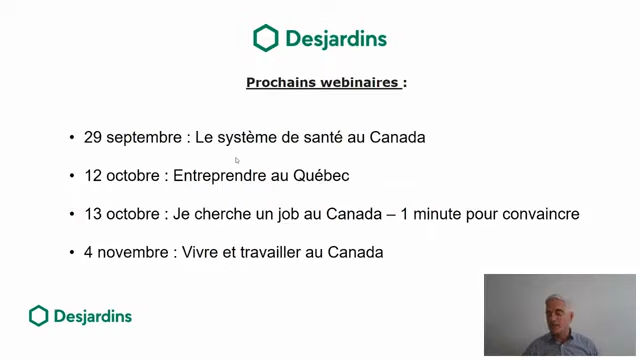 Desjardins
Prochains webinaires :
• 29 septembre : Le système de santé au Canada
• 12 octobre : Entreprendre au Québec
• 13 octobre : Je cherche un job au Canada – 1 minute pour convaincre
• 4 novembre : Vivre et travailler au Canada
Desjardins